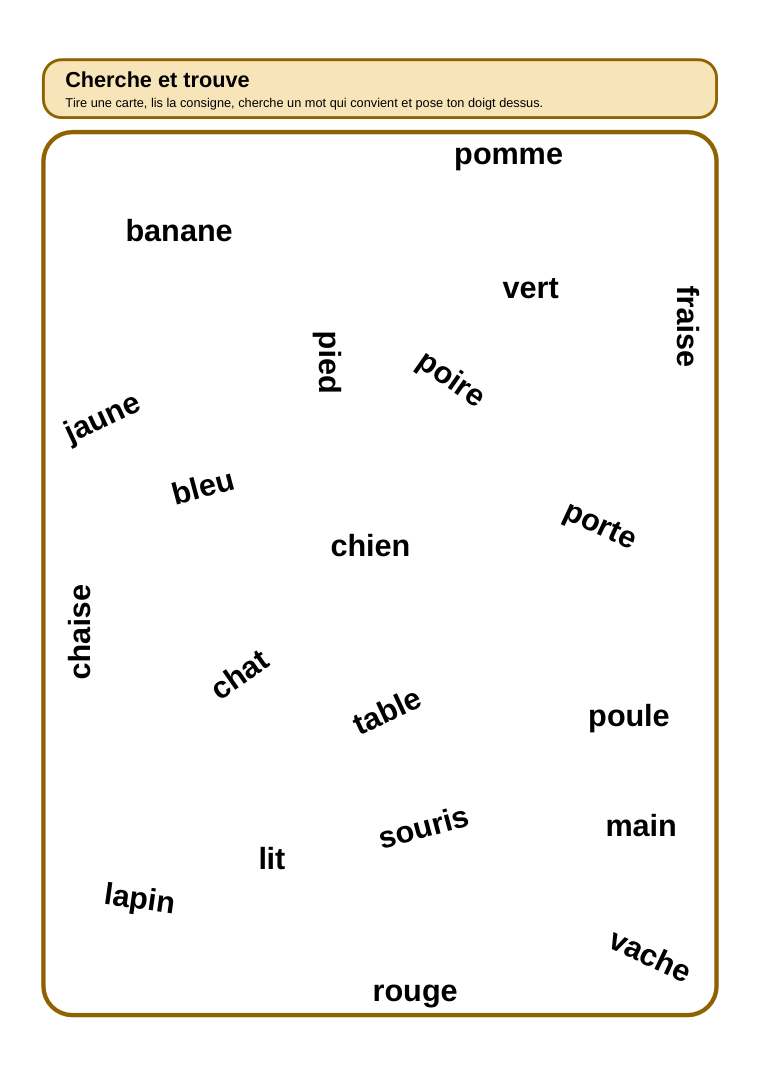 Cherche et trouve
Tire une carte, lis la consigne, cherche un mot qui convient et pose ton doigt dessus.
pomme
banane
vert
fraise
pied
poire
jaune
bleu
porte
chien
chaise
chat
table
poule
souris
main
lit
lapin
vache
rouge